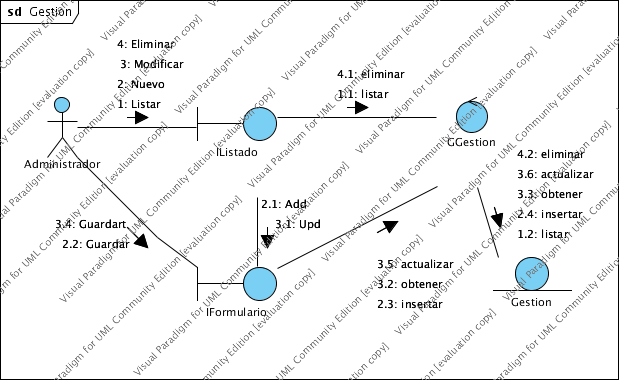 sd Gestion
4: Eliminar
3: Modificar
2: Nuevo
1: Listar
4.1: eliminar
1.1: listar
Administrador
IListado
GGestion
4.2: eliminar
3.6: actualizar
3.3: obtener
2.4: insertar
1.2: listar
2.1: Add
3.1: Upd
3.4: Guardart
2.2: Guardar
3.5: actualizar
3.2: obtener
2.3: insertar
IFormulario
Gestion
Visual Paradigm for UML Community Edition [evaluation copy]